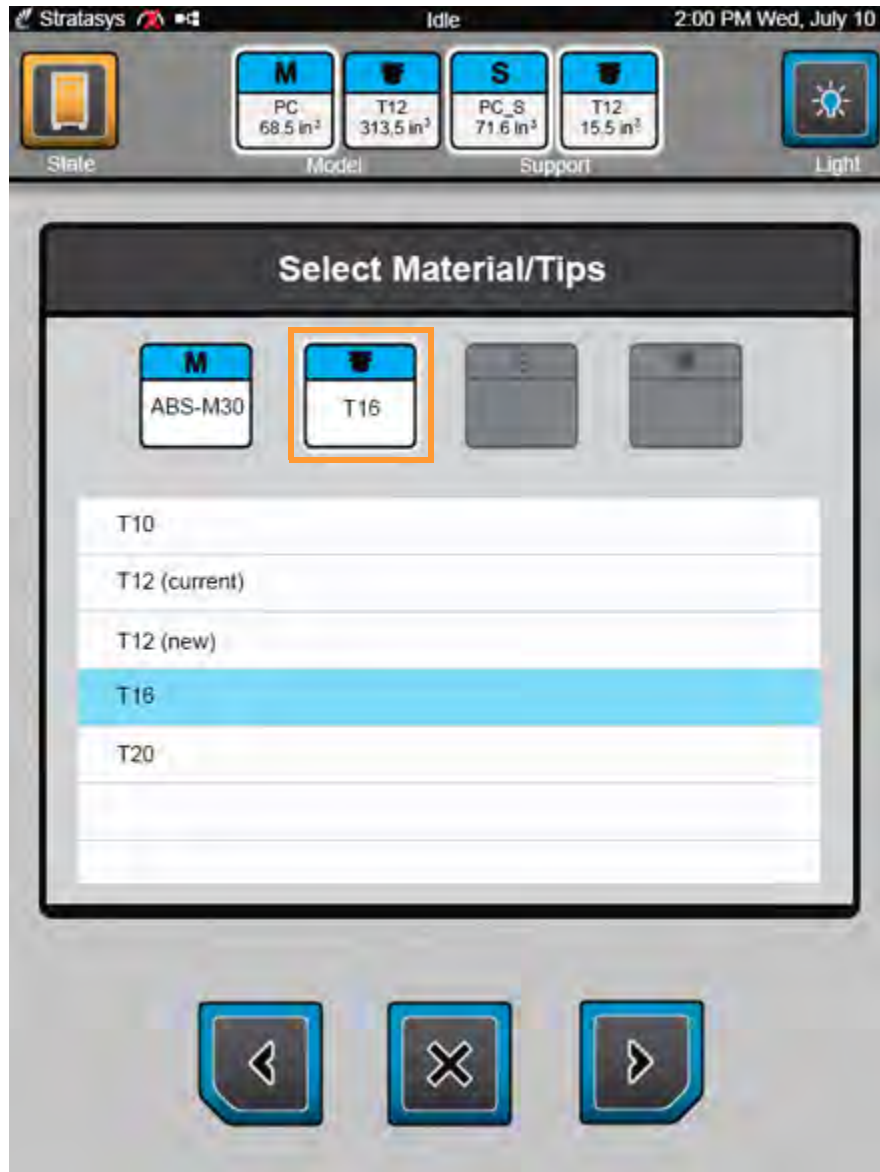 Stratasys Idle 2:00 PM Wed, July 10
M S
PC T12 PC_S T12
68.5 in³ 313.5 in³ 71.6 in³ 15.5 in³
State Model Support Light
Select Material/Tips
M
ABS-M30 T16
T10
T12 (current)
T12 (new)
T16
T20